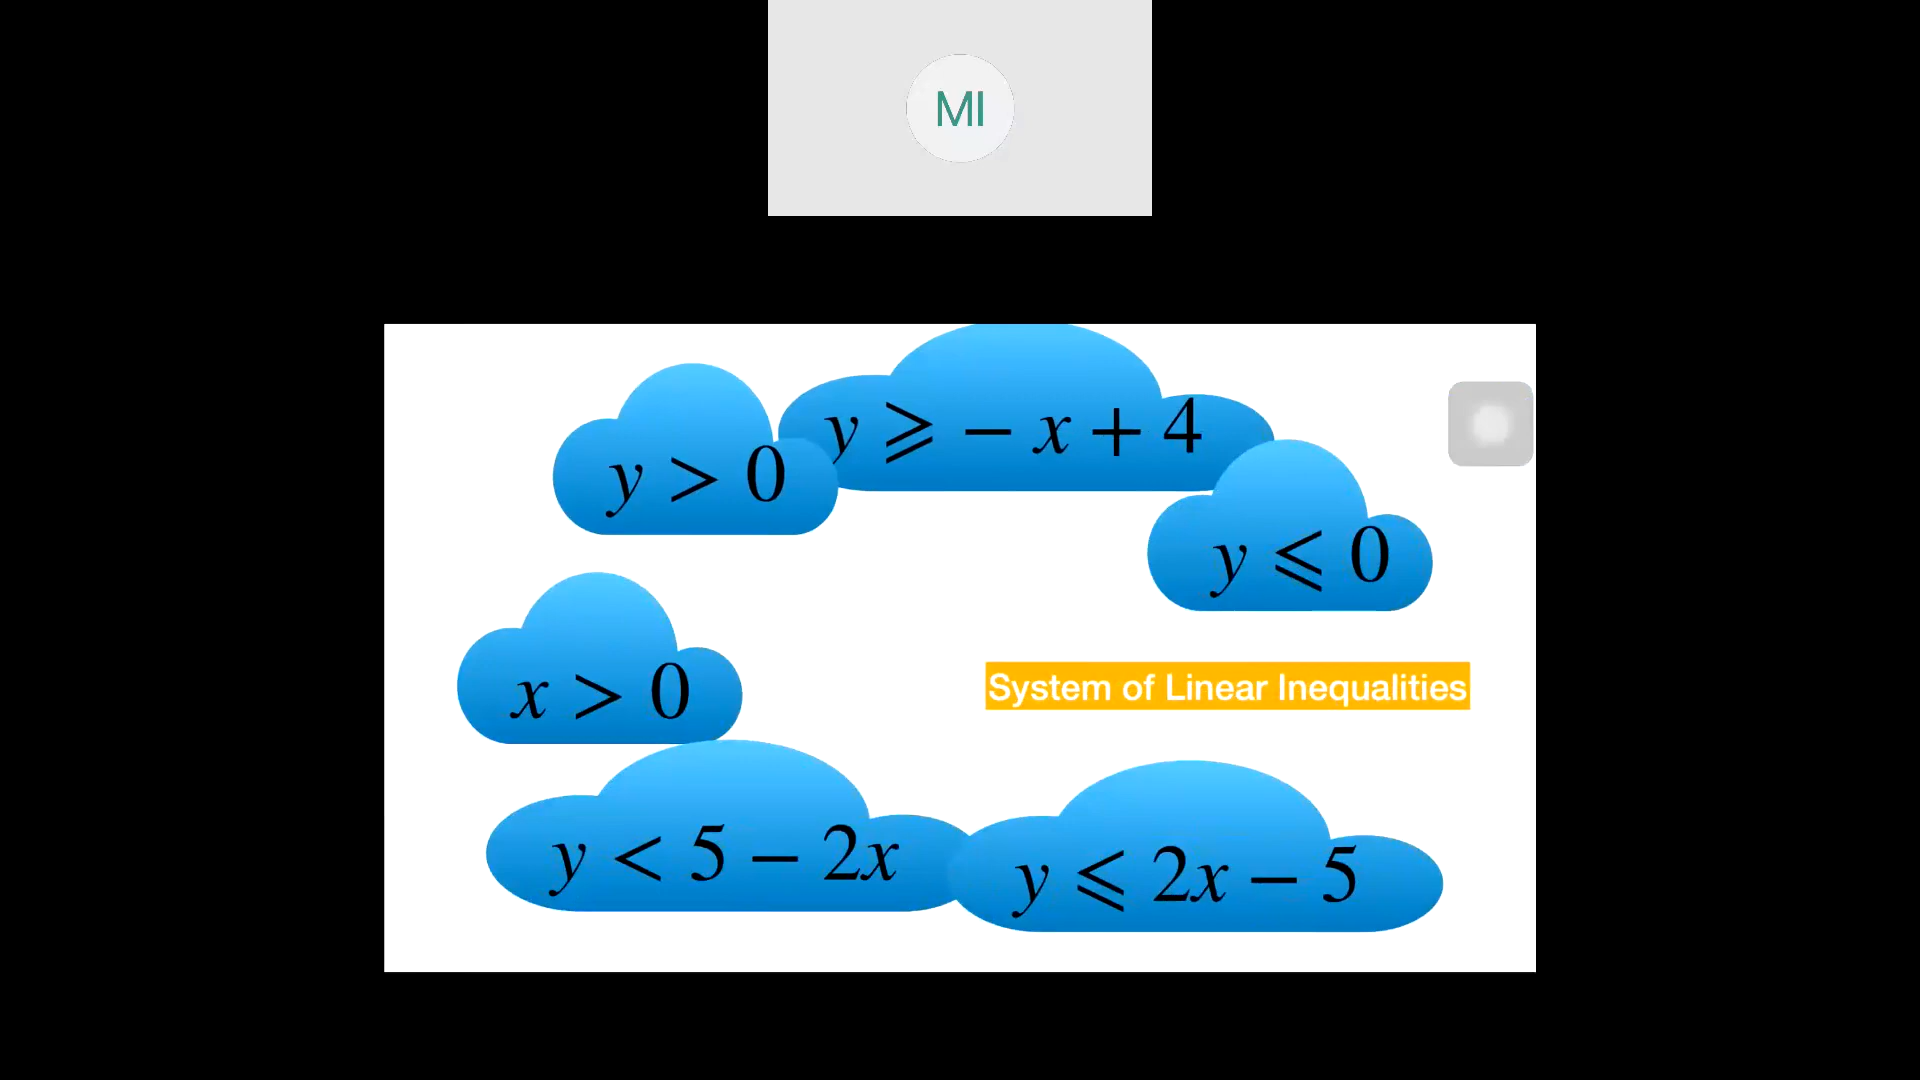 MI
y ⩾ − x + 4
y > 0
y ⩽ 0
x > 0
System of Linear Inequalities
y < 5 − 2x
y ⩽ 2x − 5